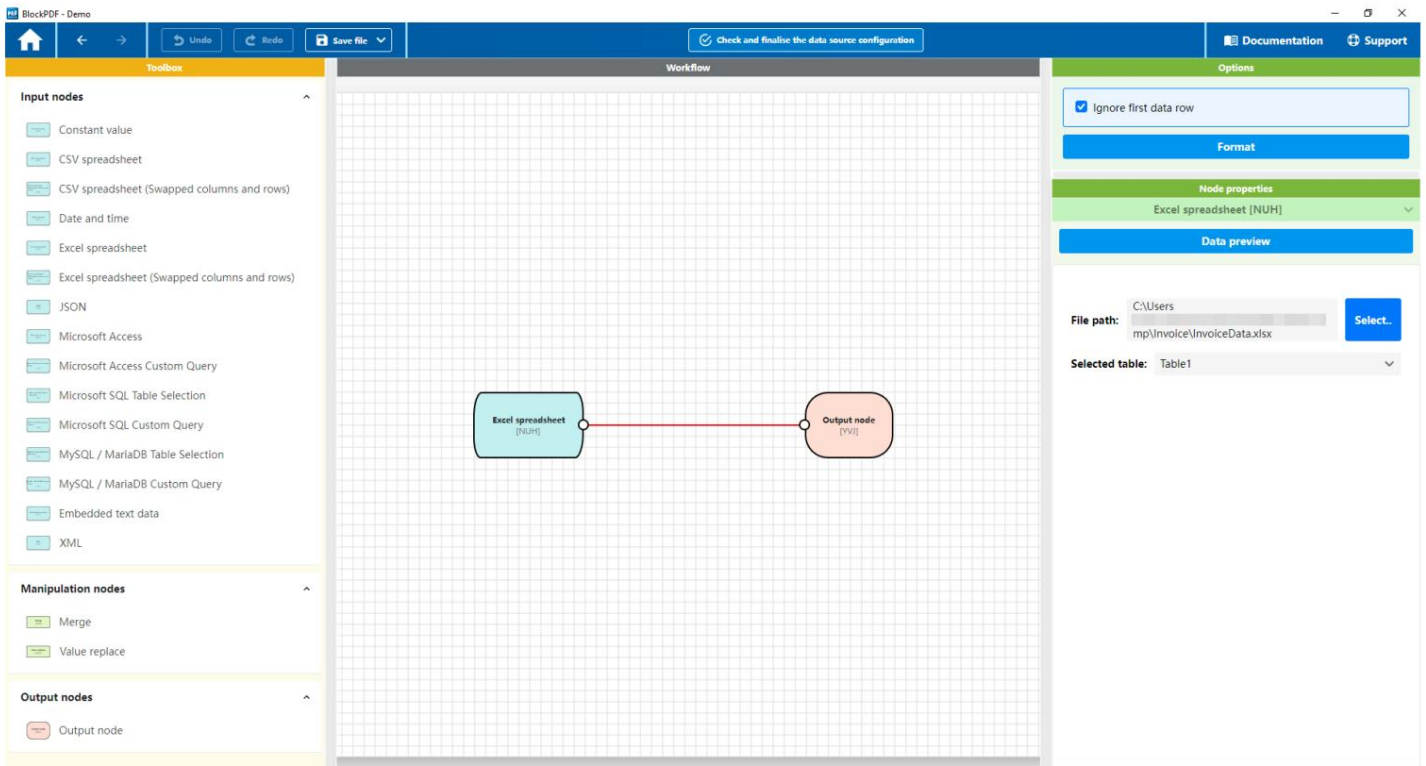 BlockPDF - Demo
Undo
Redo
Save file
Check and finalise the data source configuration
Documentation
Support
Toolbox
Workflow
Options
Input nodes
Constant value
CSV spreadsheet
CSV spreadsheet (Swapped columns and rows)
Date and time
Excel spreadsheet
Excel spreadsheet (Swapped columns and rows)
JSON
Microsoft Access
Microsoft Access Custom Query
Microsoft SQL Table Selection
Microsoft SQL Custom Query
MySQL / MariaDB Table Selection
MySQL / MariaDB Custom Query
Embedded text data
XML
Manipulation nodes
Merge
Value replace
Output nodes
Output node
Excel spreadsheet
[NUH]
Output node
[YVJ]
Ignore first data row
Format
Node properties
Excel spreadsheet [NUH]
Data preview
File path:
C:\Users
mp\Invoice\InvoiceData.xlsx
Select..
Selected table: Table1